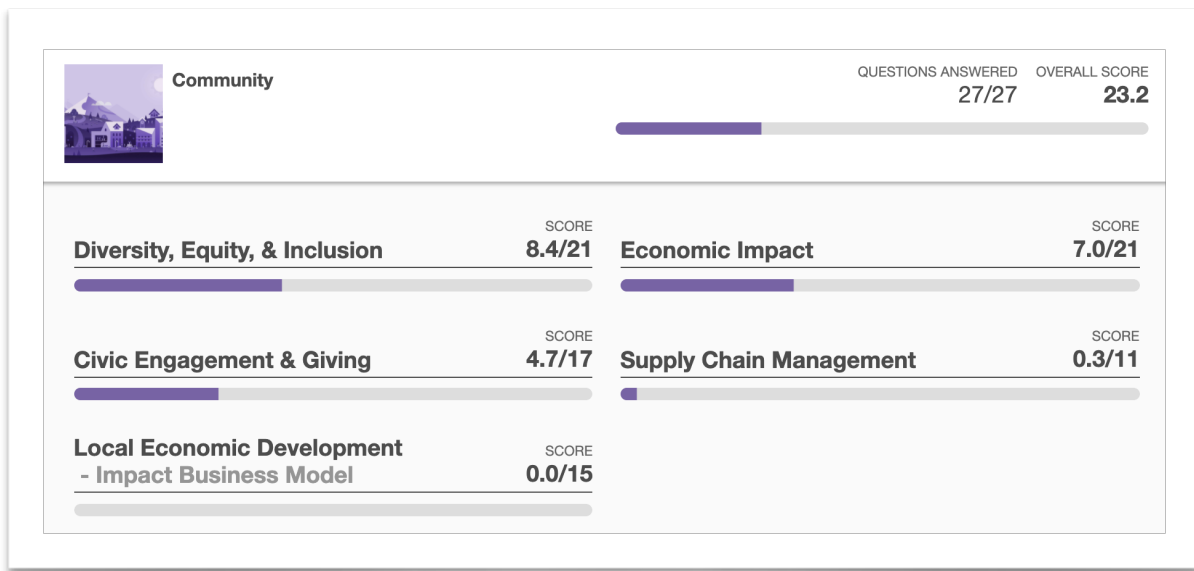 Community
QUESTIONS ANSWERED
27/27
OVERALL SCORE
23.2
Diversity, Equity, & Inclusion
SCORE
8.4/21
Economic Impact
SCORE
7.0/21
Civic Engagement & Giving
SCORE
4.7/17
Supply Chain Management
SCORE
0.3/11
Local Economic Development
- Impact Business Model
SCORE
0.0/15